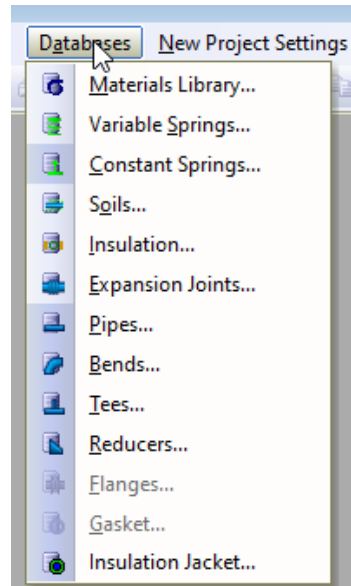 Databases New Project Settings
Materials Library...
Variable Springs...
Constant Springs...
Soils...
Insulation...
Expansion Joints...
Pipes...
Bends...
Tees...
Reducers...
Flanges...
Gasket...
Insulation Jacket...